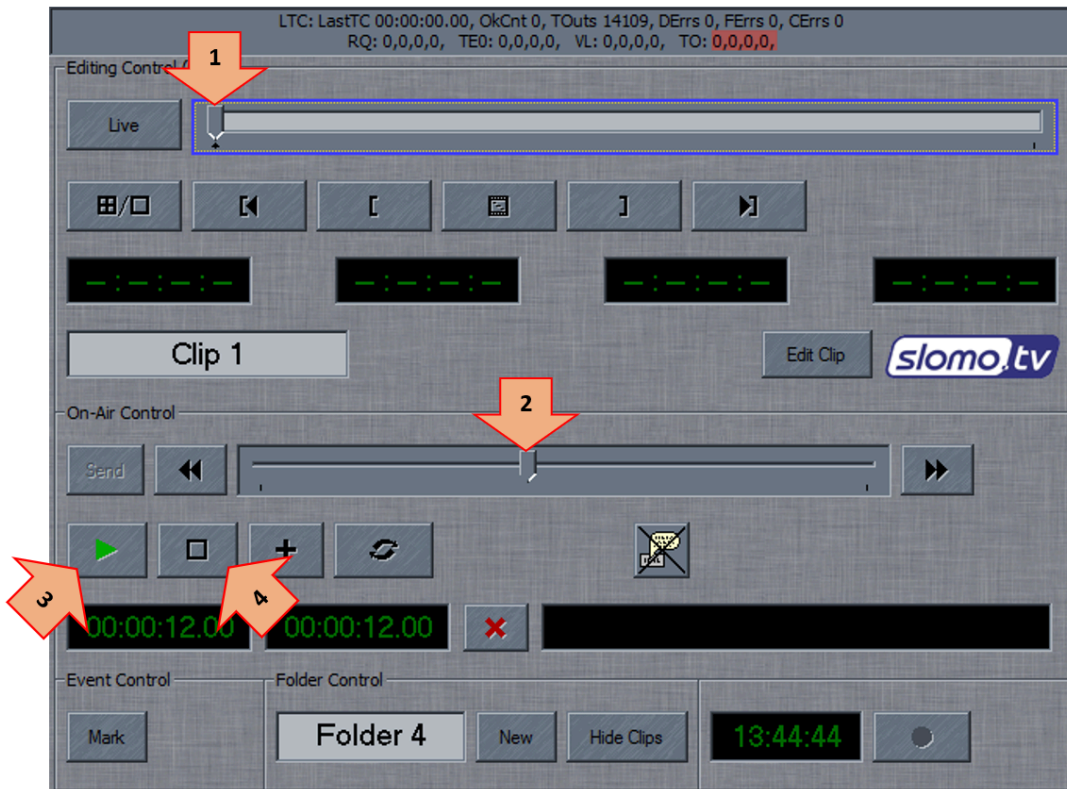 LTC: LastTC 00:00:00.00, OkCnt 0, TOuts 14109, DErrs 0, FErrs 0, CErrs 0
RQ: 0,0,0,0, TE0: 0,0,0,0, VL: 0,0,0,0, TO: 0,0,0,0,
1
Editing Control
Live
[
]
-:-:-:- -:-:-:- -:-:-:- -:-:-:-
Clip 1 Edit Clip slomo.tv
2
On-Air Control
Send
3 4
00:00:12.00 00:00:12.00
Event Control Folder Control
Mark Folder 4 New Hide Clips 13:44:44